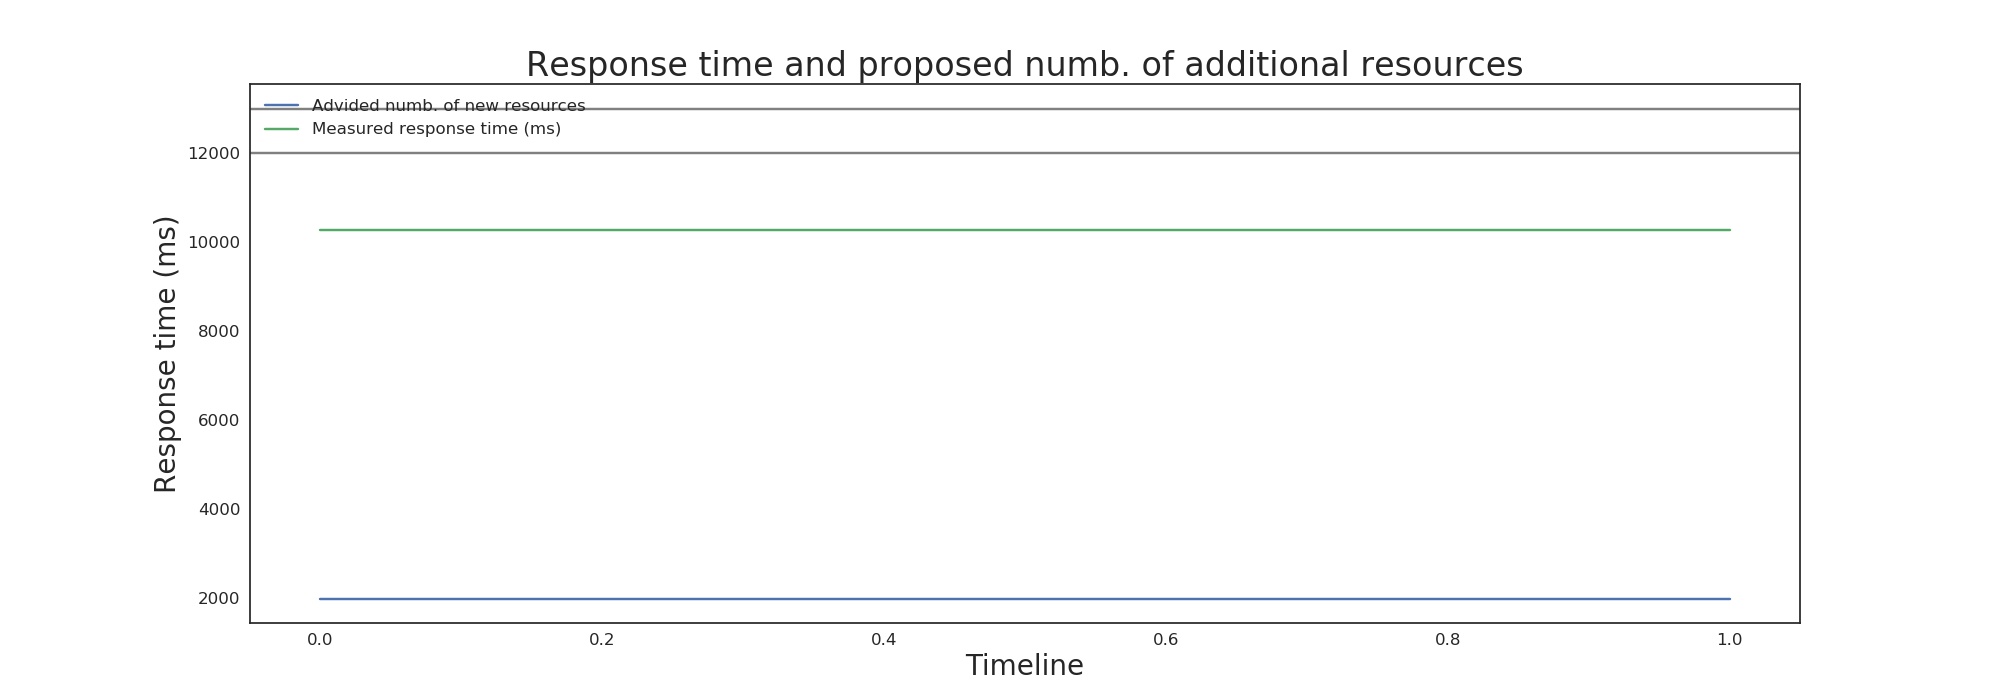 Response time and proposed numb. of additional resources
Advided numb. of new resources
Measured response time (ms)
Response time (ms)
12000
10000
8000
6000
4000
2000
0.0 0.2 0.4 0.6 0.8 1.0
Timeline